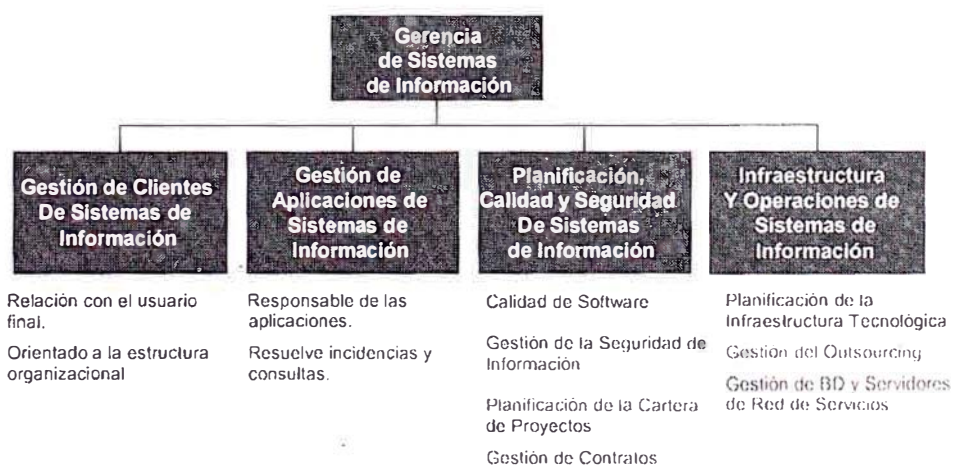 Gerencia
de Sistemas
de Información
Gestión de Clientes
De Sistemas de
Información
Gestión de
Aplicaciones de
Sistemas de
Información
Planificación,
Calidad y Seguridad
De Sistemas
de Información
Infraestructura
Y Operaciones de
Sistemas de
Información
Relación con el usuario
final.
Orientado a la estructura
organizacional
Responsable de las
aplicaciones.
Resuelve incidencias y
consultas.
Calidad de Software
Gestión de la Seguridad de
Información
Planificación de la Cartera
de Proyectos
Gestión de Contratos
Planificación de la
Infraestructura Tecnológica
Gestión del Outsourcing
Gestión de BD y Servidores
de Red de Servicios